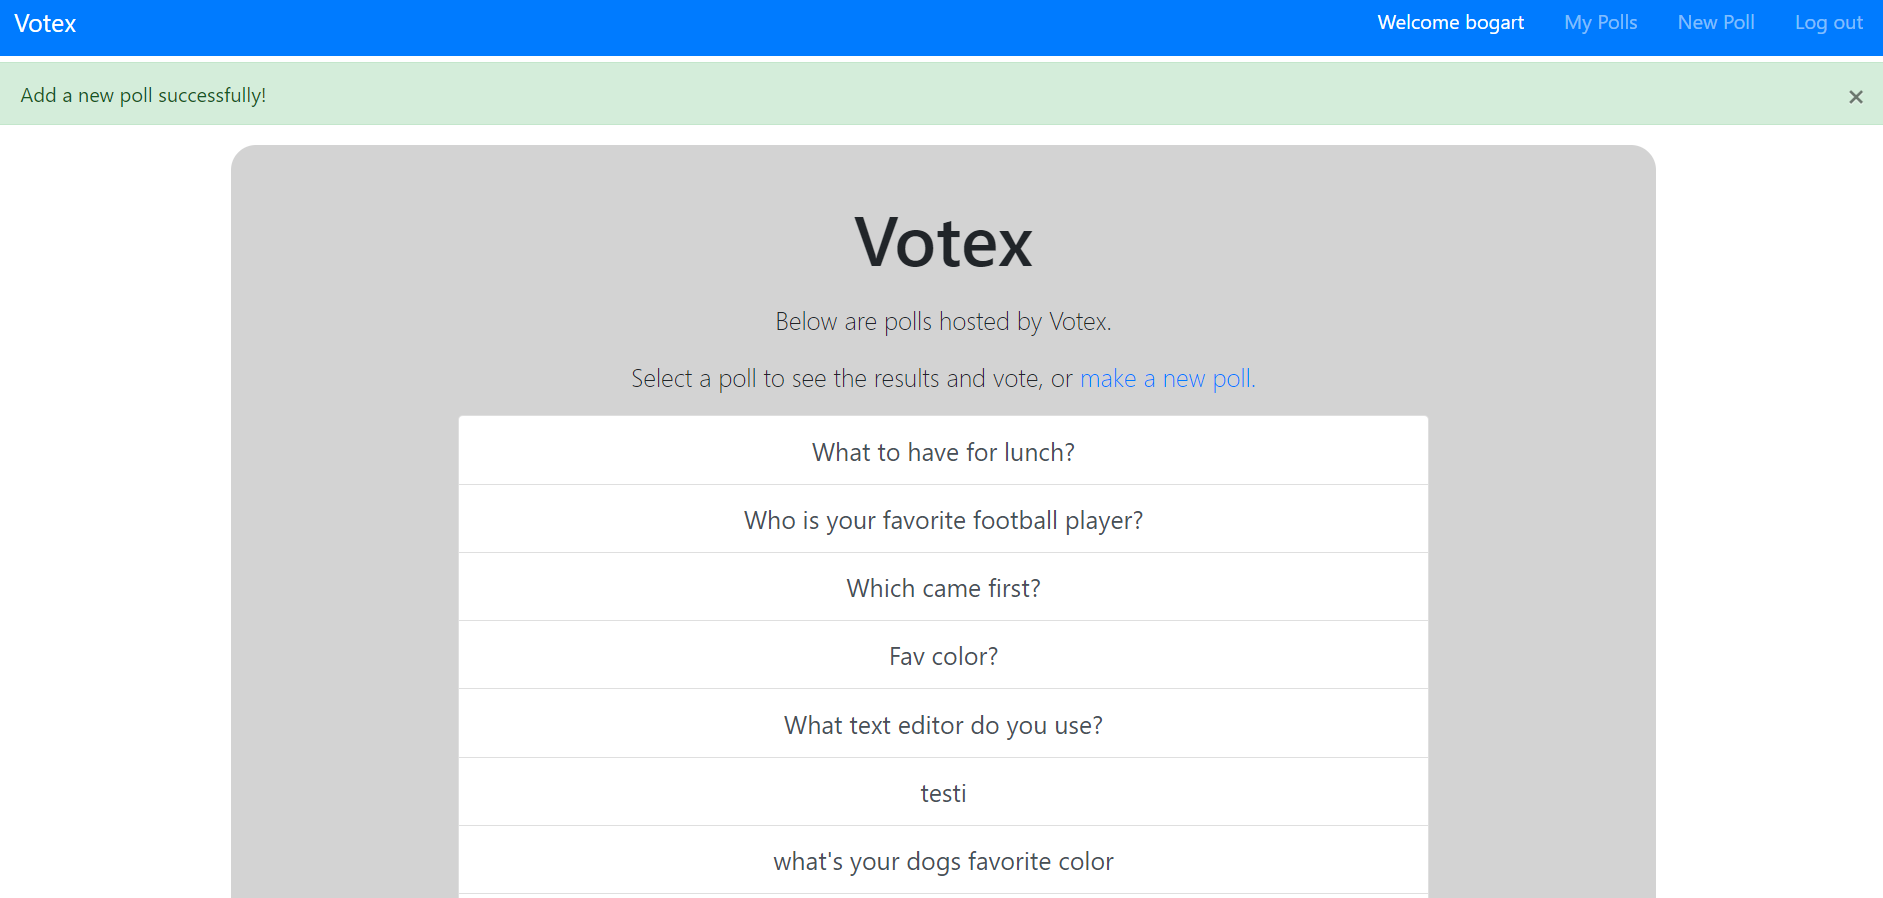 Votex
Welcome bogart
My Polls
New Poll
Log out
Add a new poll successfully!
×
Votex
Below are polls hosted by Votex.
Select a poll to see the results and vote, or make a new poll.
What to have for lunch?
Who is your favorite football player?
Which came first?
Fav color?
What text editor do you use?
testi
what's your dogs favorite color